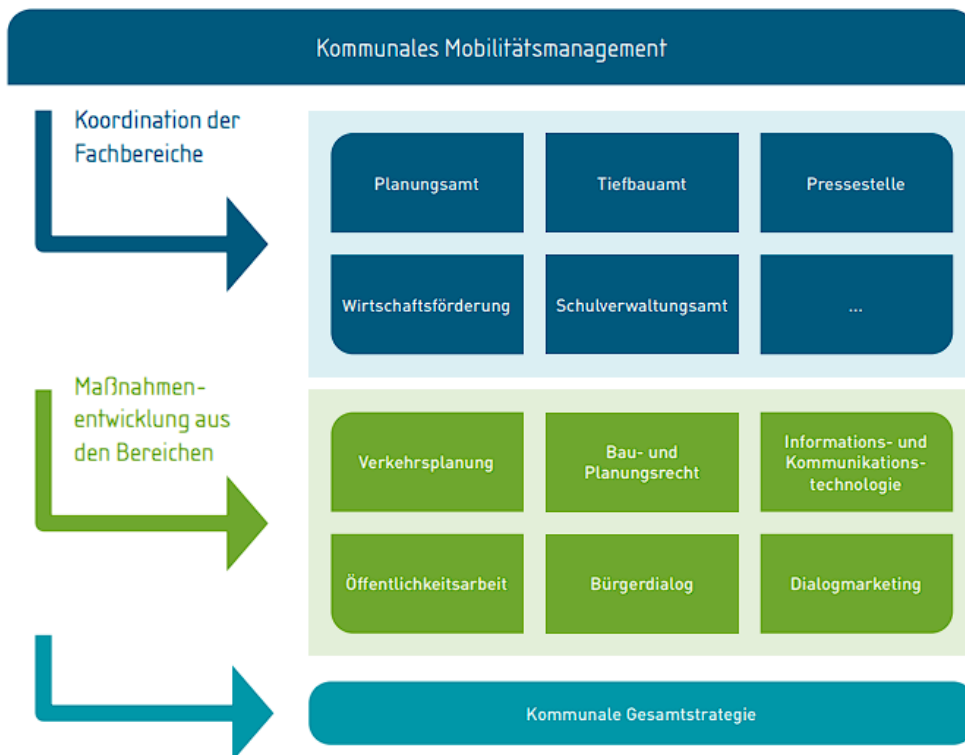 Kommunales Mobilitätsmanagement
Koordination der
Fachbereiche
Planungsamt
Tiefbauamt
Pressestelle
Wirtschaftsförderung
Schulverwaltungsamt
...
Maßnahmen-
entwicklung aus
den Bereichen
Verkehrsplanung
Bau- und
Planungsrecht
Informations- und
Kommunikations-
technologie
Öffentlichkeitsarbeit
Bürgerdialog
Dialogmarketing
Kommunale Gesamtstrategie